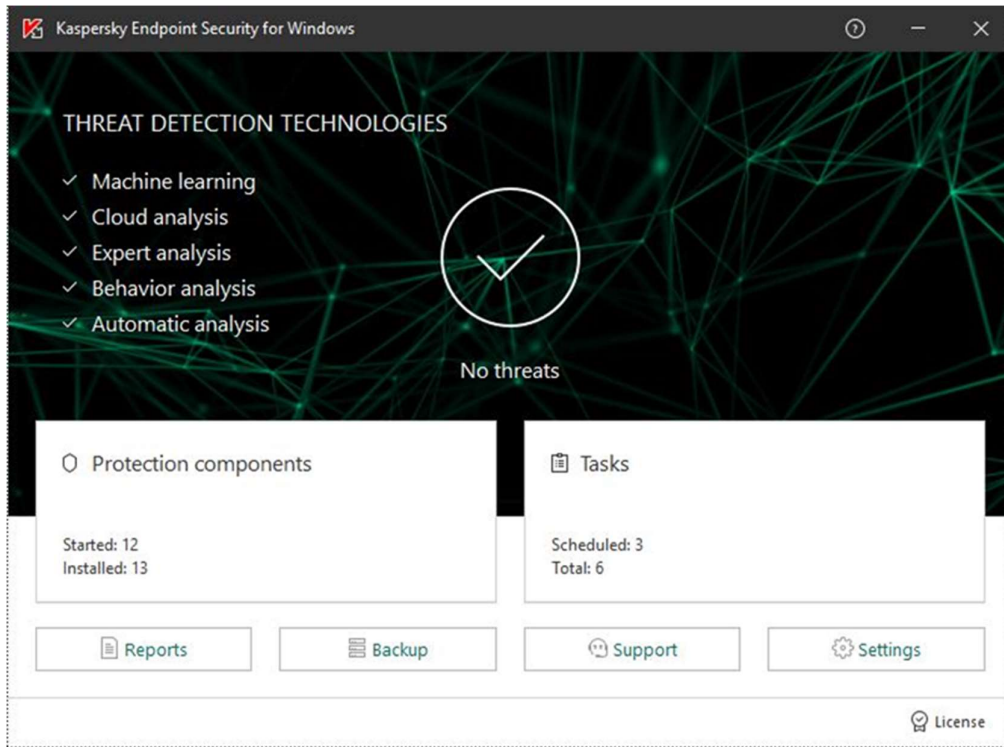 Kaspersky Endpoint Security for Windows
THREAT DETECTION TECHNOLOGIES
Machine learning
Cloud analysis
Expert analysis
Behavior analysis
Automatic analysis
No threats
Protection components
Started: 12
Installed: 13
Tasks
Scheduled: 3
Total: 6
Reports
Backup
Support
Settings
License